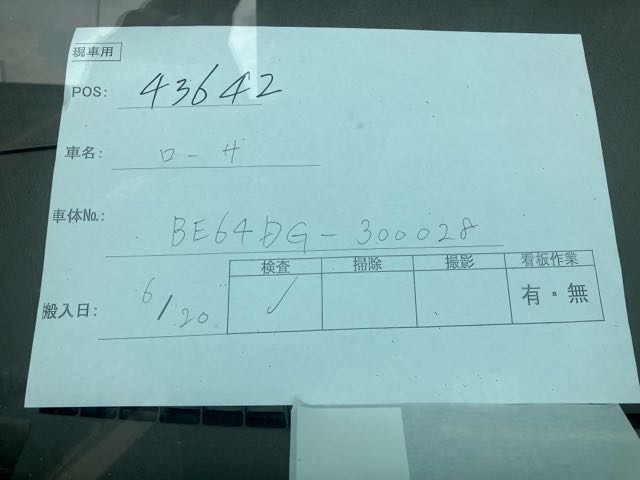 現車用
POS: 43642
車名: ローザ
車体No.: BE64DG-300028
検査 掃除 撮影 看板作業
搬入日: 6/20 ✓ 有・無